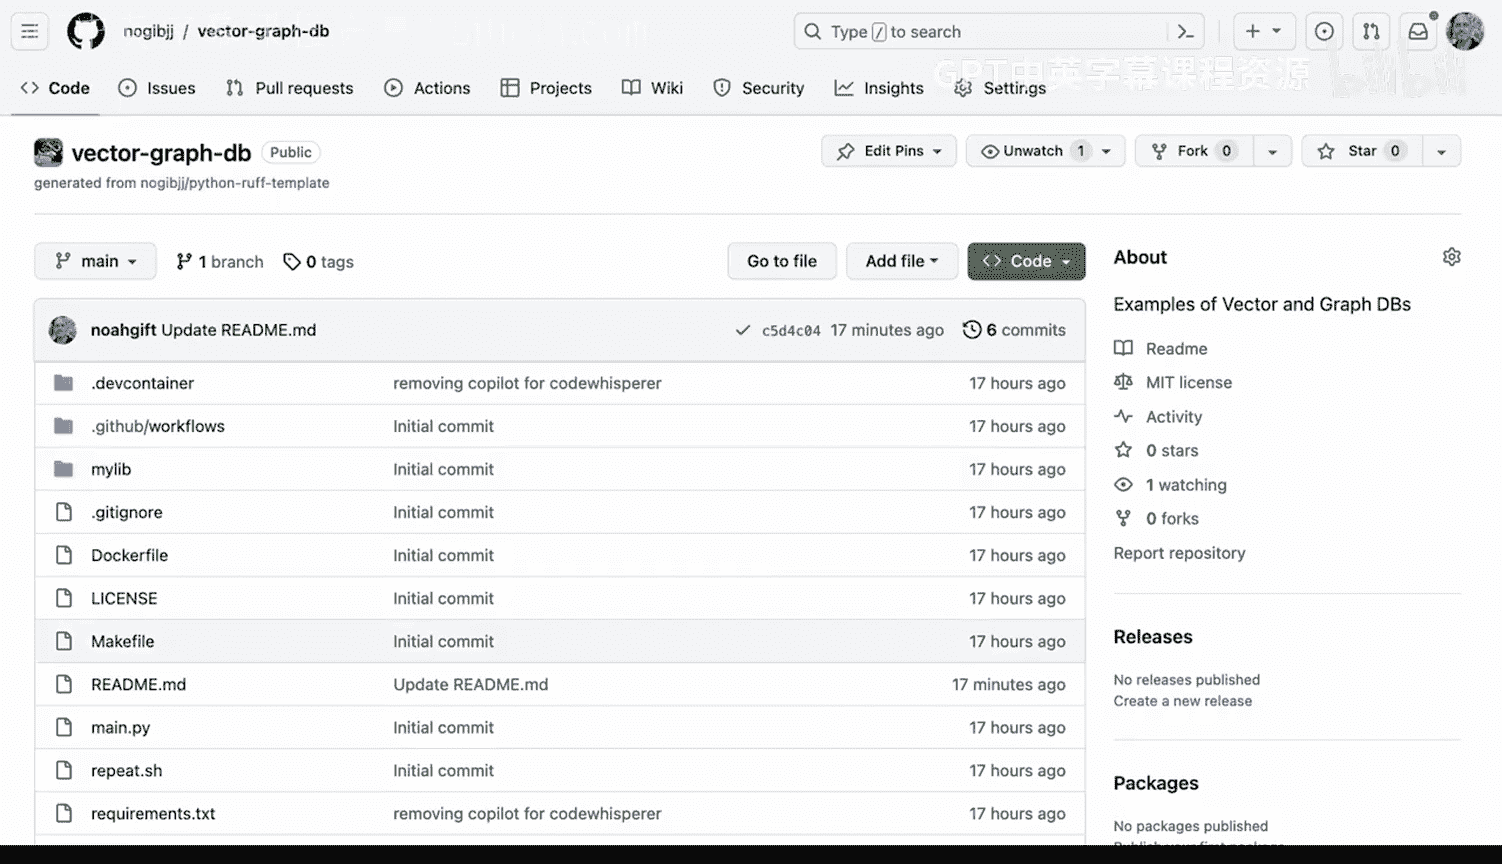 nogibjj / vector-graph-db
Type / to search
GPT中英字幕课程资源
bilibili
Code
Issues
Pull requests
Actions
Projects
Wiki
Security
Insights
Settings
vector-graph-db Public
generated from nogibjj/python-ruff-template
Edit Pins
Unwatch 1
Fork 0
Star 0
main
1 branch
0 tags
Go to file
Add file
Code
noahgift Update README.md c5d4c04 17 minutes ago 6 commits
.devcontainer removing copilot for codewhisperer 17 hours ago
.github/workflows Initial commit 17 hours ago
mylib Initial commit 17 hours ago
.gitignore Initial commit 17 hours ago
Dockerfile Initial commit 17 hours ago
LICENSE Initial commit 17 hours ago
Makefile Initial commit 17 hours ago
README.md Update README.md 17 minutes ago
main.py Initial commit 17 hours ago
repeat.sh Initial commit 17 hours ago
requirements.txt removing copilot for codewhisperer 17 hours ago
About
Examples of Vector and Graph DBs
Readme
MIT license
Activity
0 stars
1 watching
0 forks
Report repository
Releases
No releases published
Create a new release
Packages
No packages published